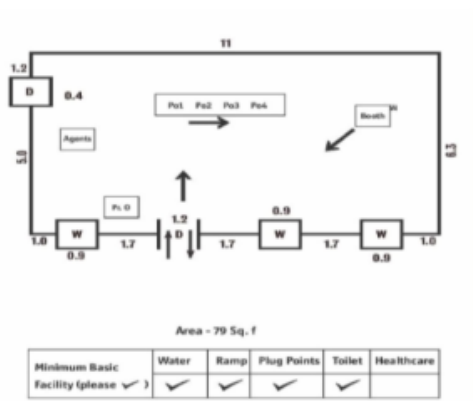 11
1.2
D
0.4
Po1 Po2 Po3 Po4
Booth
Agents
5.0
6.3
Pr. O
1.2
0.9
W
D
W
W
1.0
1.7
1.7
1.7
1.0
0.9
0.9
Area - 79 Sq. f
Minimum Basic
Facility (please ✓ )
Water
Ramp
Plug Points
Toilet
Healthcare
✓ ✓ ✓ ✓